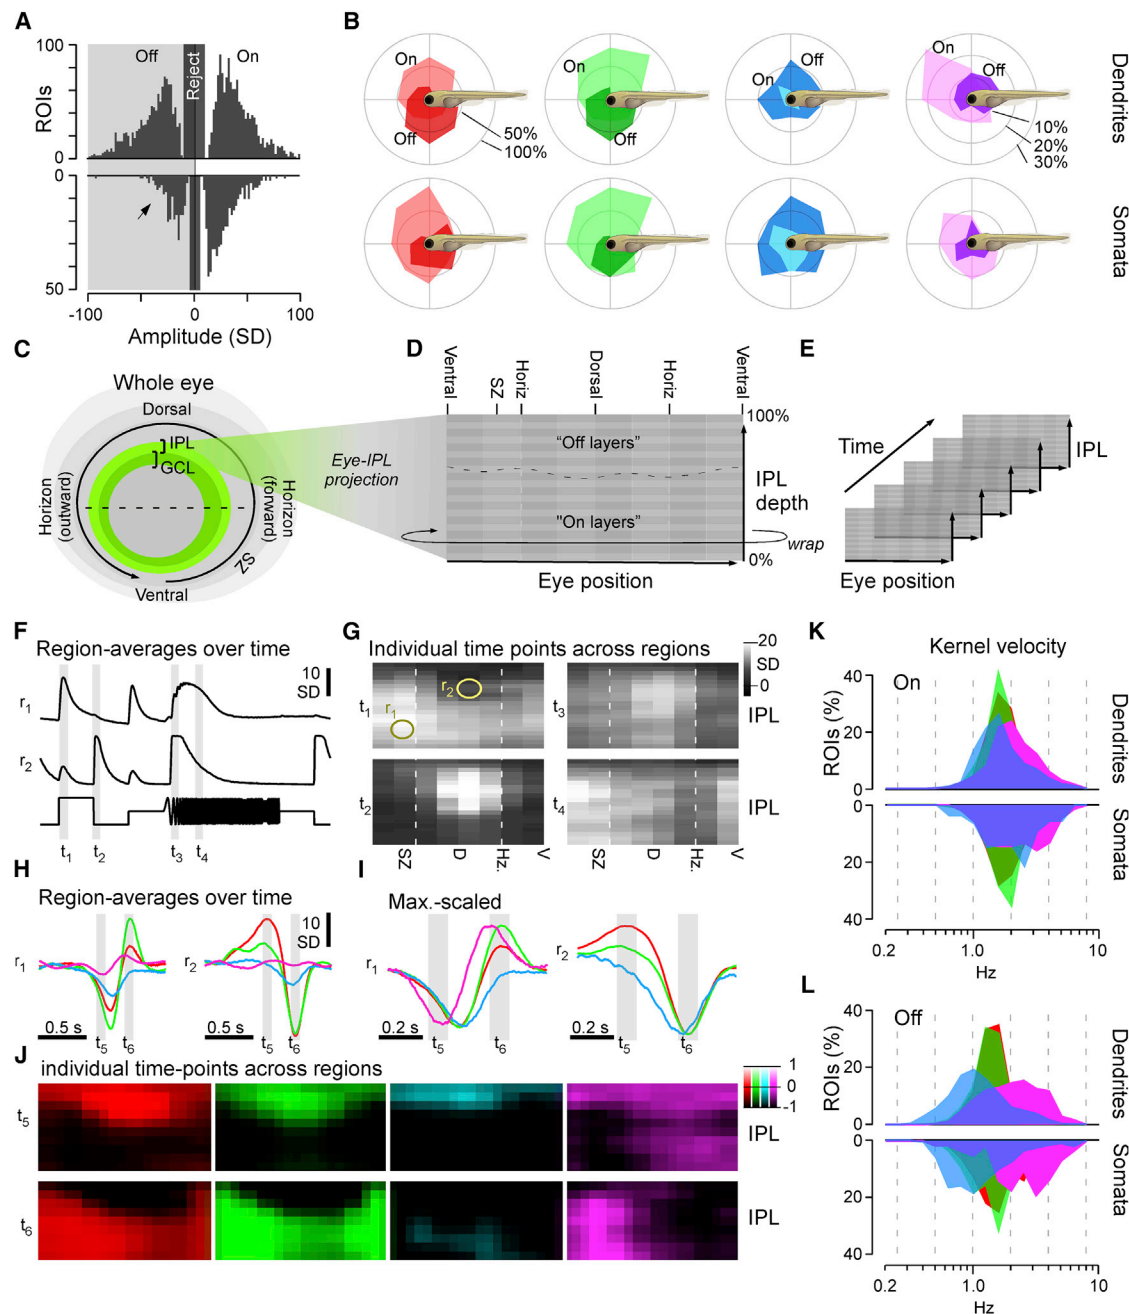 A
100
50
0
50
ROIs
Off
Reject
On
-100
0
100
Amplitude (SD)
B
On
Off
50%
100%
On
Off
On
Off
On
Off
10%
20%
30%
Dendrites
Somata
C
Whole eye
Dorsal
IPL
GCL
Horizon
(outward)
Horizon
(forward)
SZ
Ventral
Eye-IPL
projection
D
Ventral
SZ
Horiz
Dorsal
Horiz
Ventral
100%
"Off layers"
IPL
depth
"On layers"
wrap
0%
Eye position
E
Time
IPL
Eye position
F
Region-averages over time
10
SD
r1
r2
t1
t2
t3
t4
G
Individual time points across regions
20
SD
0
t1
r1
r2
t3
IPL
t2
t4
IPL
SZ
D
Hz.
V
SZ
D
Hz.
V
H
Region-averages over time
10
SD
r1
r2
0.5 s
t5
t6
0.5 s
t5
t6
I
Max.-scaled
r1
r2
0.2 s
t5
t6
0.2 s
t5
t6
J
individual time-points across regions
1
0
-1
t5
IPL
t6
IPL
K
Kernel velocity
On
40
20
0
20
40
ROIs (%)
Dendrites
Somata
0.2
1.0
10
Hz
L
Off
40
20
0
20
40
ROIs (%)
Dendrites
Somata
0.2
1.0
10
Hz